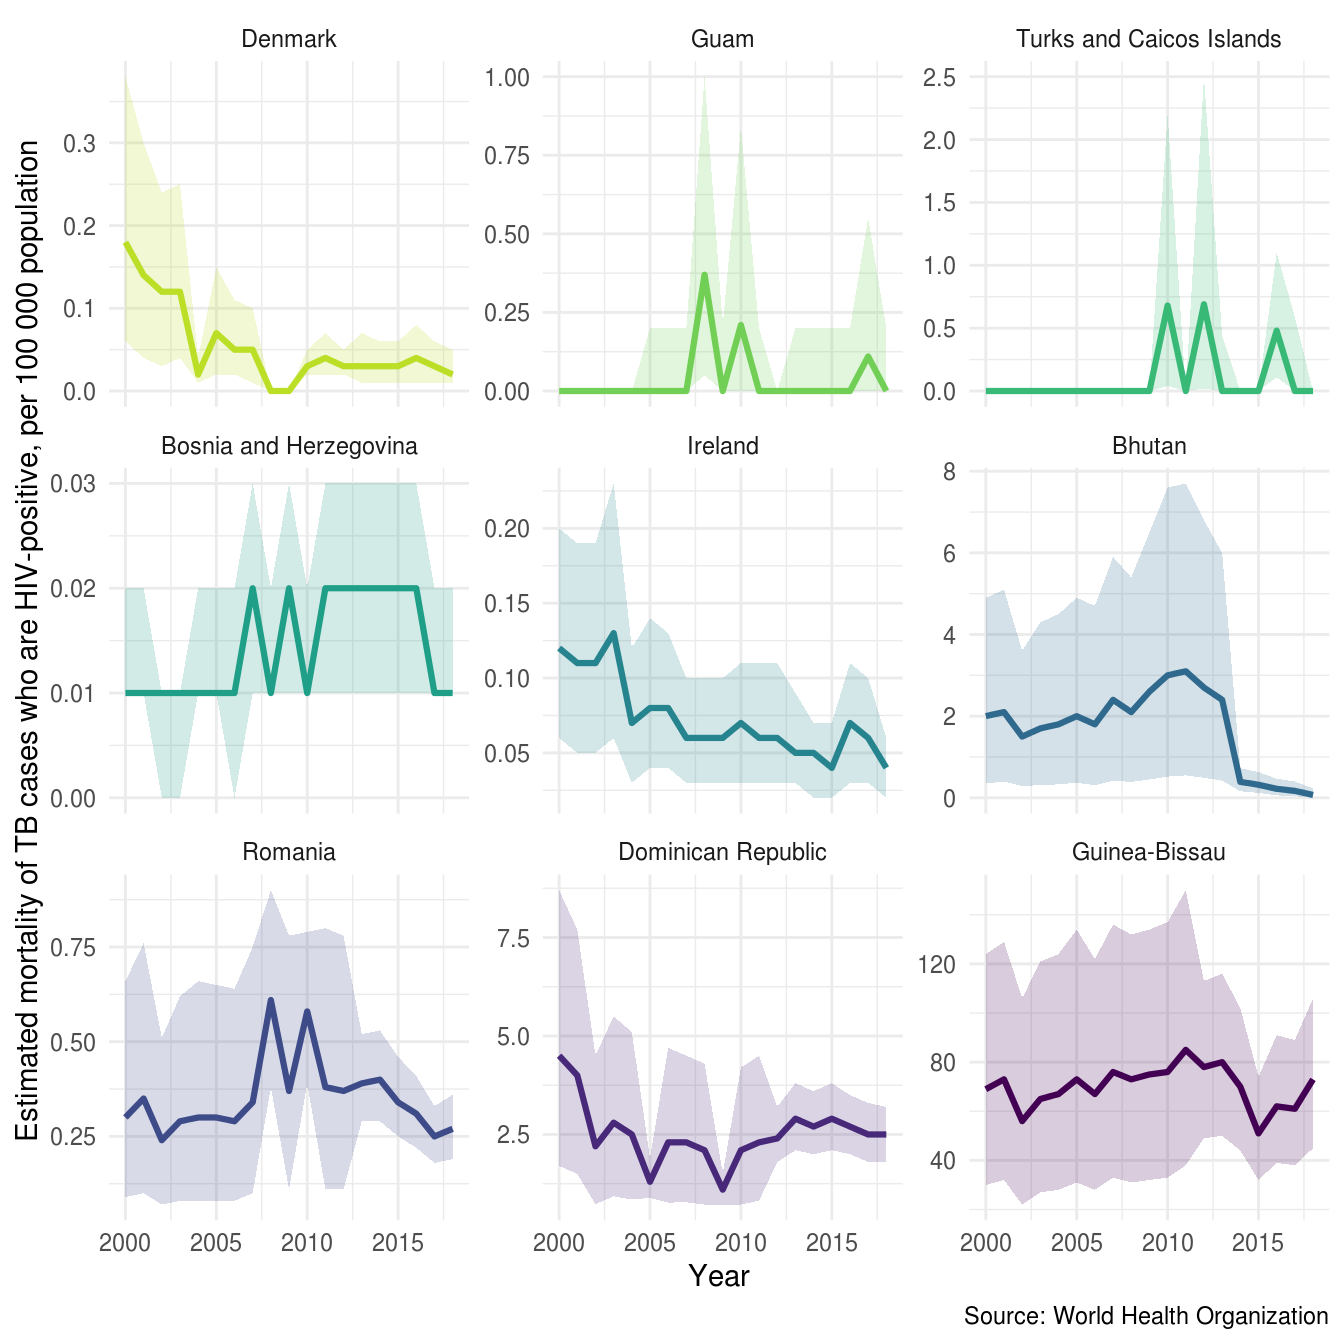 Denmark
Guam
Turks and Caicos Islands
0.3
0.2
0.1
0.0
1.00
0.75
0.50
0.25
0.00
2.5
2.0
1.5
1.0
0.5
0.0
Bosnia and Herzegovina
Ireland
Bhutan
0.03
0.02
0.01
0.00
0.20
0.15
0.10
0.05
8
6
4
2
0
Romania
Dominican Republic
Guinea-Bissau
0.75
0.50
0.25
7.5
5.0
2.5
120
80
40
2000 2005 2010 2015
2000 2005 2010 2015
2000 2005 2010 2015
Year
Estimated mortality of TB cases who are HIV-positive, per 100 000 population
Source: World Health Organization